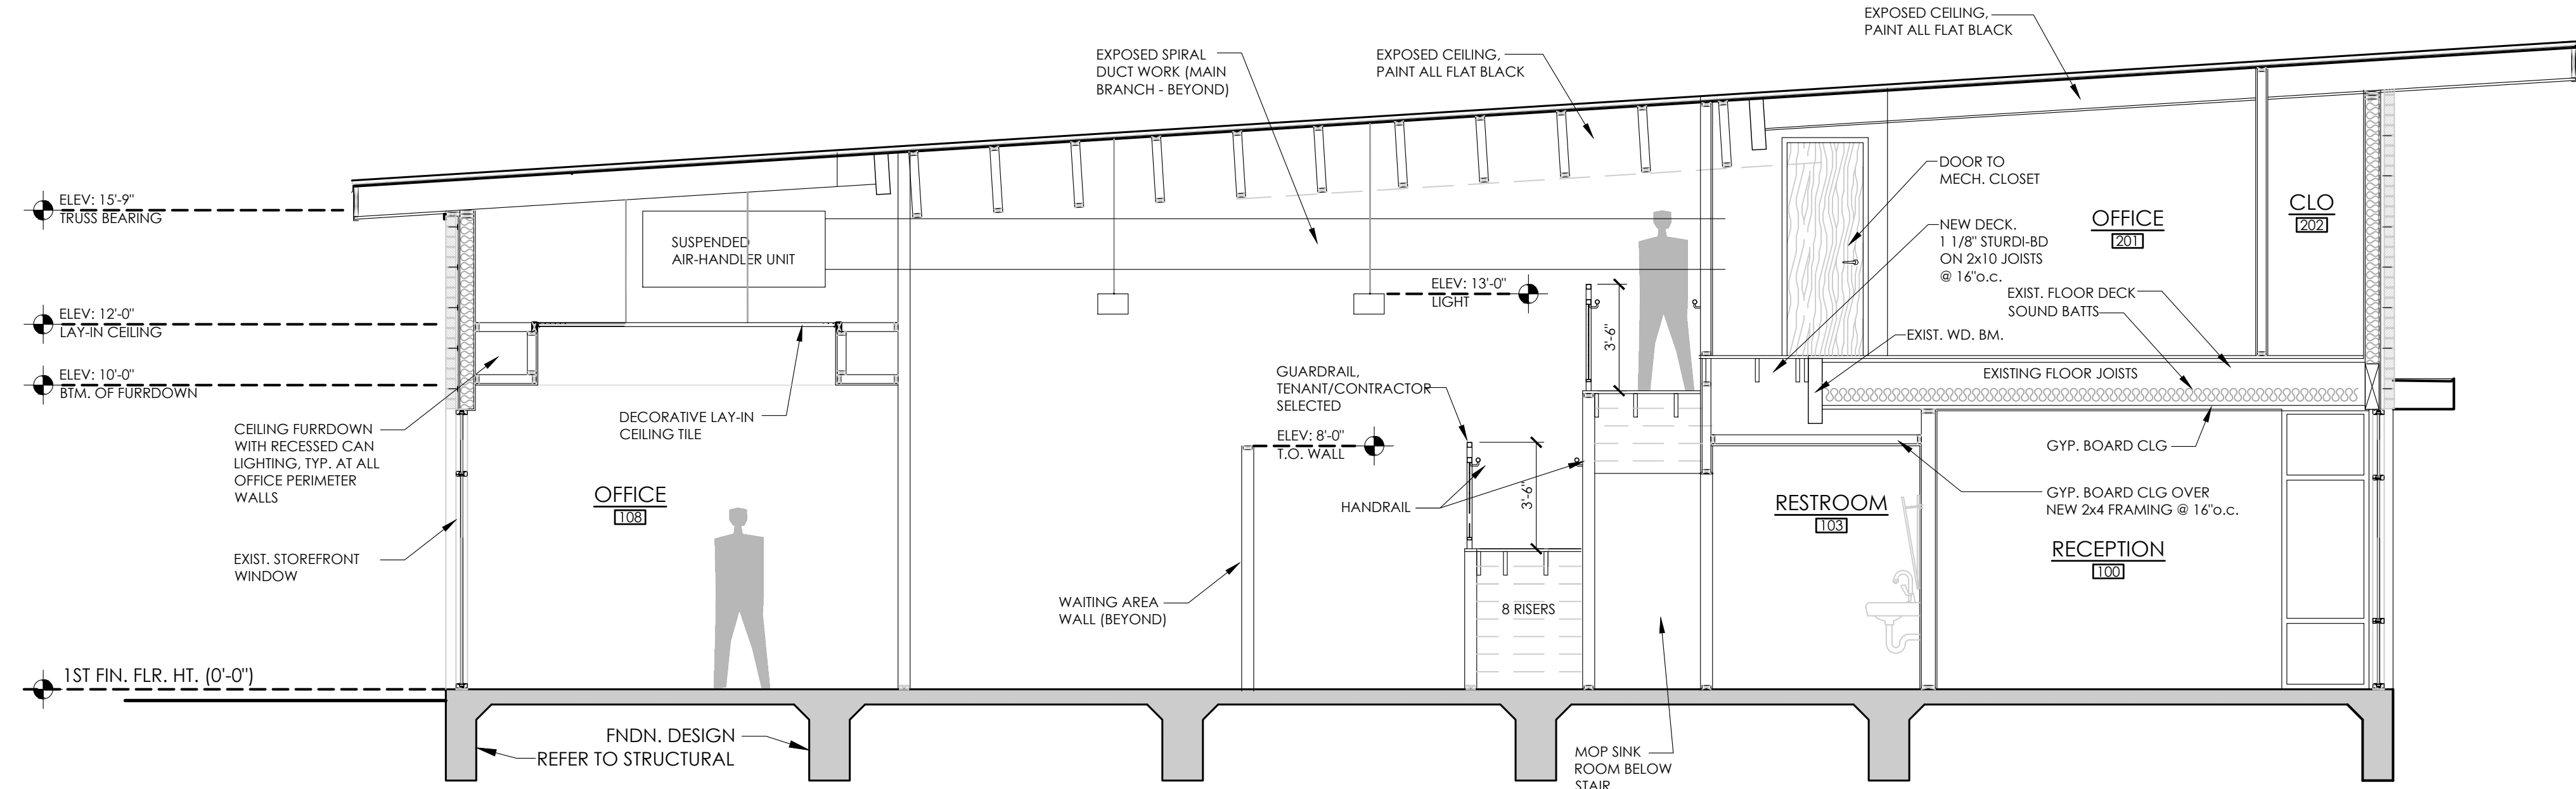 EXPOSED CEILING,
PAINT ALL FLAT BLACK
EXPOSED SPIRAL
DUCT WORK (MAIN
BRANCH - BEYOND)
EXPOSED CEILING,
PAINT ALL FLAT BLACK
ELEV: 15'-9"
TRUSS BEARING
SUSPENDED
AIR-HANDLER UNIT
DOOR TO
MECH. CLOSET
NEW DECK.
1 1/8" STURDI-BD
ON 2x10 JOISTS
@ 16"o.c.
OFFICE
201
CLO
202
ELEV: 13'-0"
LIGHT
EXIST. FLOOR DECK
SOUND BATTS
ELEV: 12'-0"
LAY-IN CEILING
3'-6"
EXIST. WD. BM.
EXISTING FLOOR JOISTS
ELEV: 10'-0"
BTM. OF FURRDOWN
GUARDRAIL,
TENANT/CONTRACTOR
SELECTED
DECORATIVE LAY-IN
CEILING TILE
CEILING FURRDOWN
WITH RECESSED CAN
LIGHTING, TYP. AT ALL
OFFICE PERIMETER
WALLS
ELEV: 8'-0"
T.O. WALL
GYP. BOARD CLG
3'-6"
HANDRAIL
OFFICE
108
RESTROOM
103
GYP. BOARD CLG OVER
NEW 2x4 FRAMING @ 16"o.c.
RECEPTION
100
EXIST. STOREFRONT
WINDOW
WAITING AREA
WALL (BEYOND)
8 RISERS
1ST FIN. FLR. HT. (0'-0")
FNDN. DESIGN
REFER TO STRUCTURAL
MOP SINK
ROOM BELOW
STAIR